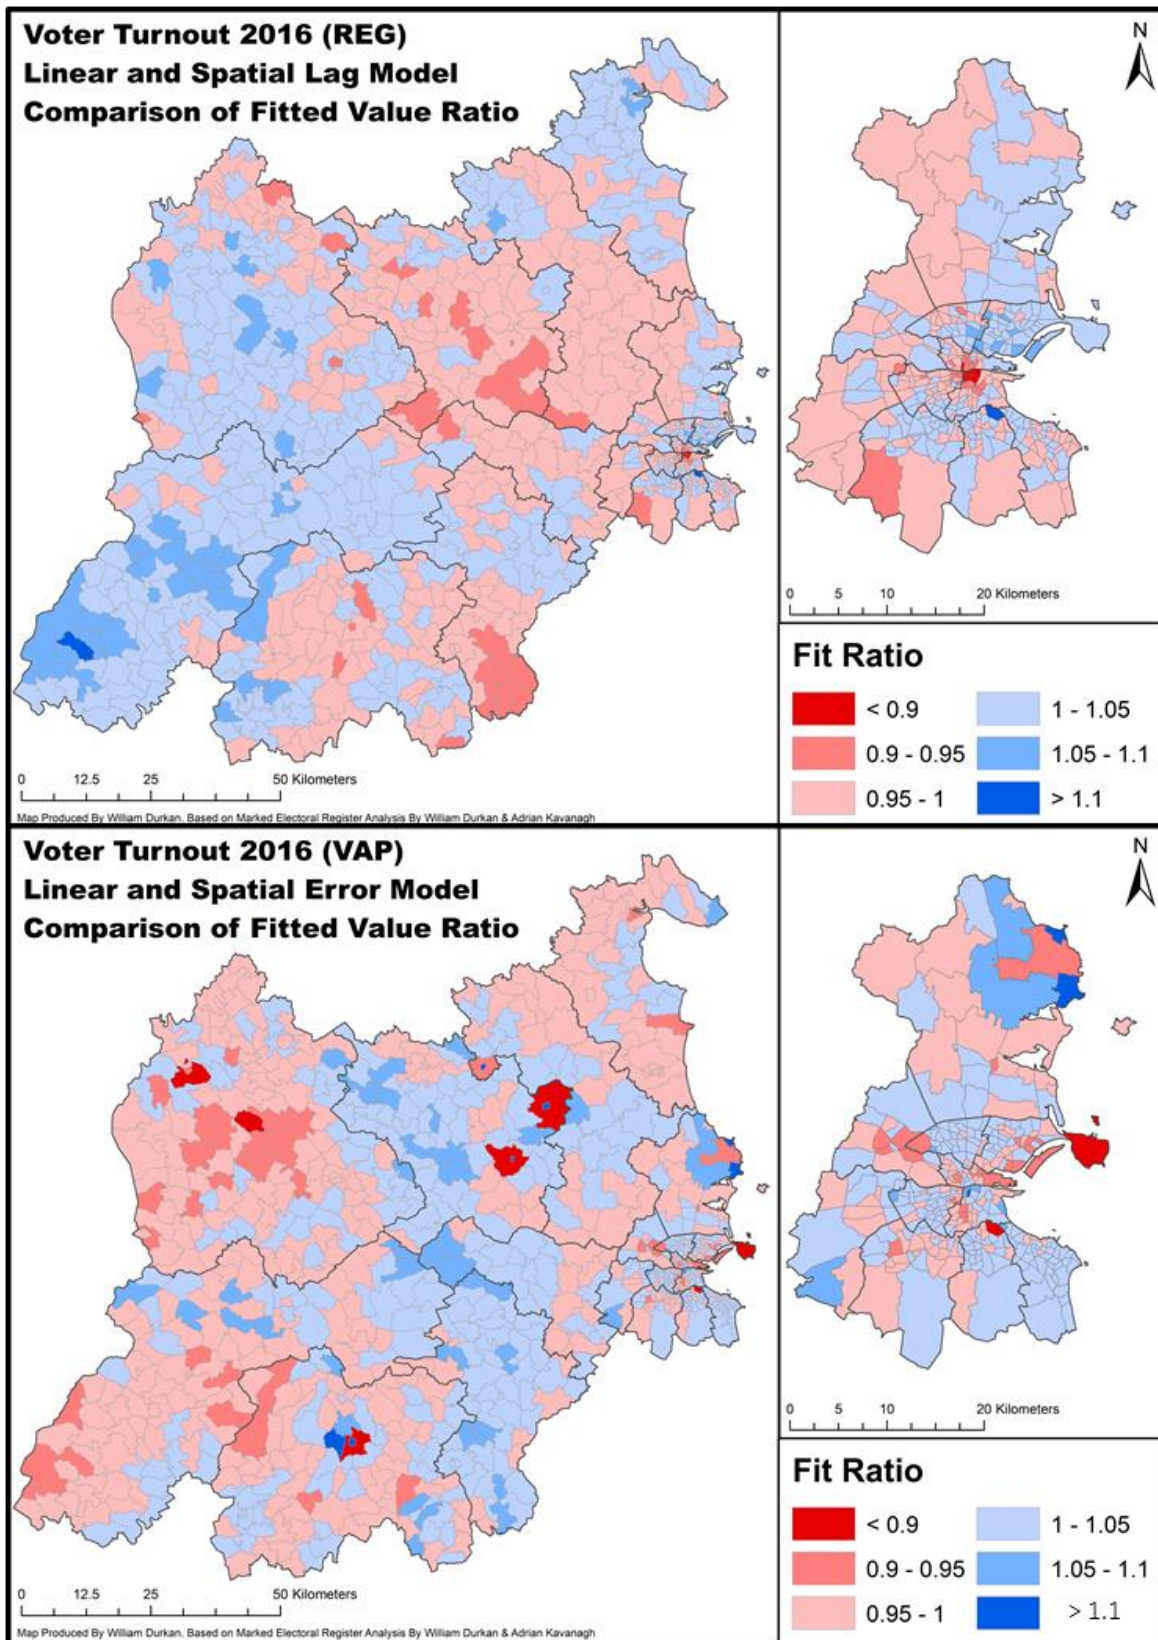 Voter Turnout 2016 (REG)
Linear and Spatial Lag Model
Comparison of Fitted Value Ratio
N
0 5 10 20 Kilometers
Fit Ratio
< 0.9 1 - 1.05
0.9 - 0.95 1.05 - 1.1
0.95 - 1 > 1.1
0 12.5 25 50 Kilometers
Map Produced By William Durkan. Based on Marked Electoral Register Analysis By William Durkan & Adrian Kavanagh
Voter Turnout 2016 (VAP)
Linear and Spatial Error Model
Comparison of Fitted Value Ratio
N
0 5 10 20 Kilometers
Fit Ratio
< 0.9 1 - 1.05
0.9 - 0.95 1.05 - 1.1
0.95 - 1 > 1.1
0 12.5 25 50 Kilometers
Map Produced By William Durkan. Based on Marked Electoral Register Analysis By William Durkan & Adrian Kavanagh